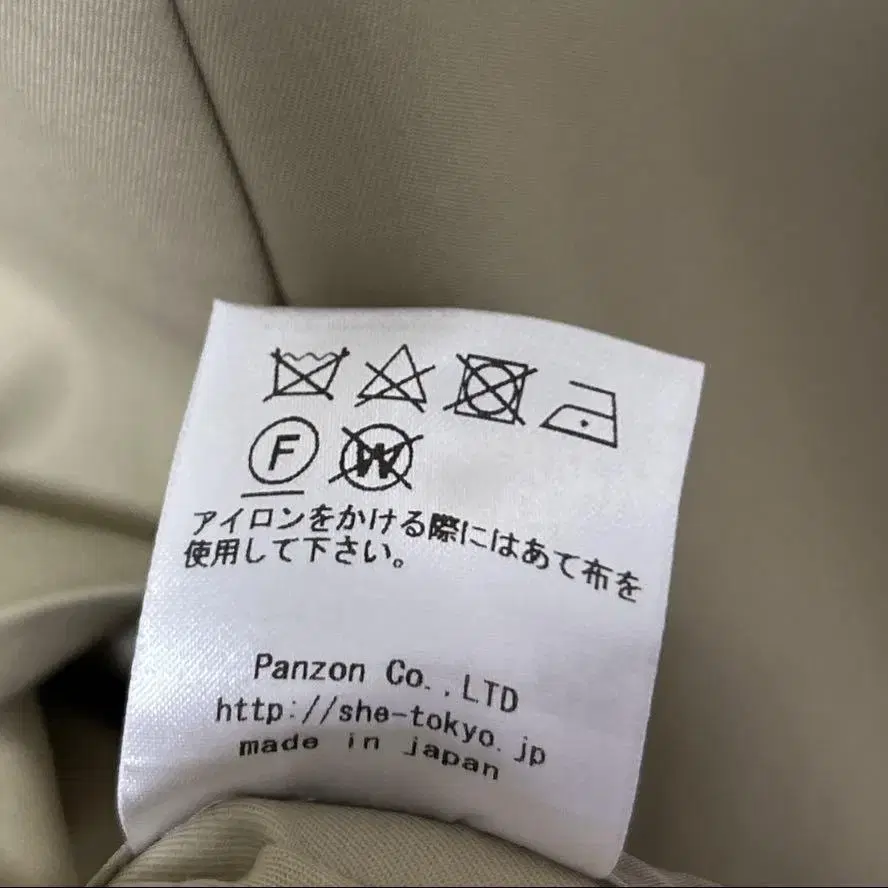 F W
アイロンをかける際にはあて布を
使用して下さい。
Panzon Co.,LTD
http://she-tokyo.jp
made in japan